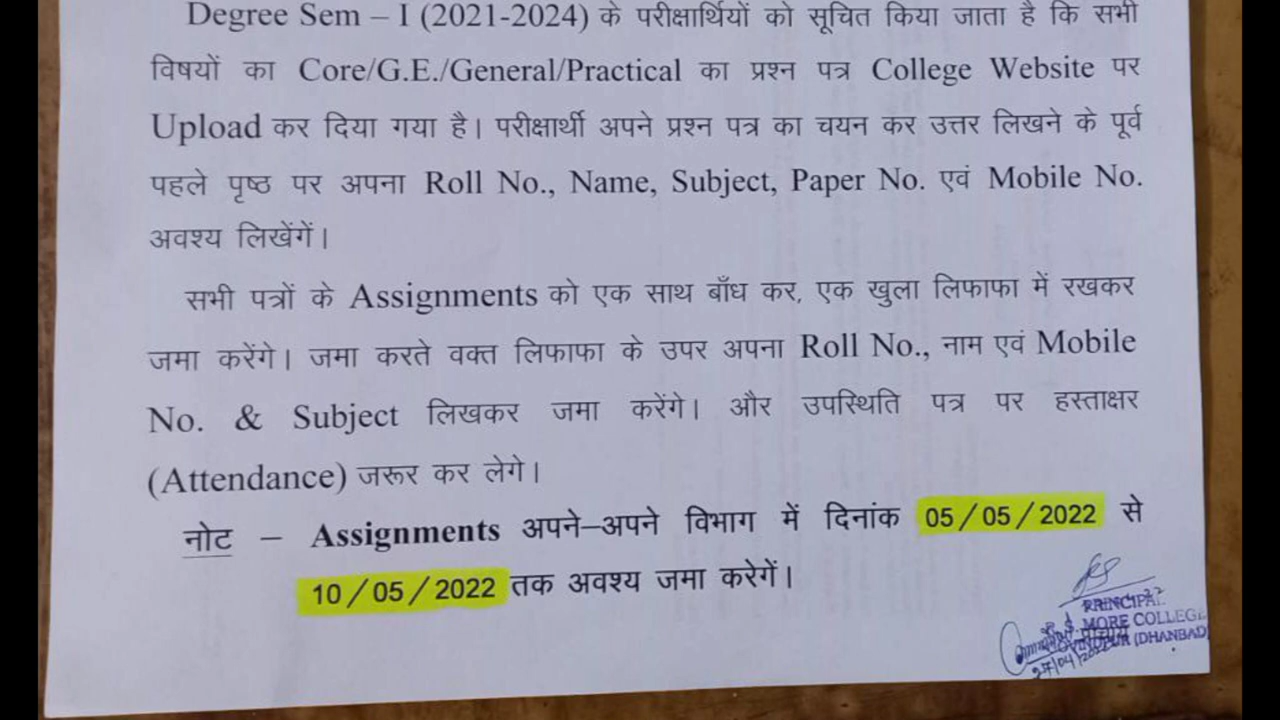 Degree Sem – I (2021-2024) के परीक्षार्थियों को सूचित किया जाता है कि सभी
विषयों का Core/G.E./General/Practical का प्रश्न पत्र College Website पर
Upload कर दिया गया है। परीक्षार्थी अपने प्रश्न पत्र का चयन कर उत्तर लिखने के पूर्व
पहले पृष्ठ पर अपना Roll No., Name, Subject, Paper No. एवं Mobile No.
अवश्य लिखेंगें।
सभी पत्रों के Assignments को एक साथ बाँध कर, एक खुला लिफाफा में रखकर
जमा करेंगे। जमा करते वक्त लिफाफा के उपर अपना Roll No., नाम एवं Mobile
No. & Subject लिखकर जमा करेंगे। और उपस्थिति पत्र पर हस्ताक्षर
(Attendance) जरूर कर लेगे।
नोट – Assignments अपने–अपने विभाग में दिनांक 05/05/2022 से
10/05/2022 तक अवश्य जमा करेगें।
PRINCIPAL
R. S. MORE COLLEGE
(DHANBAD)